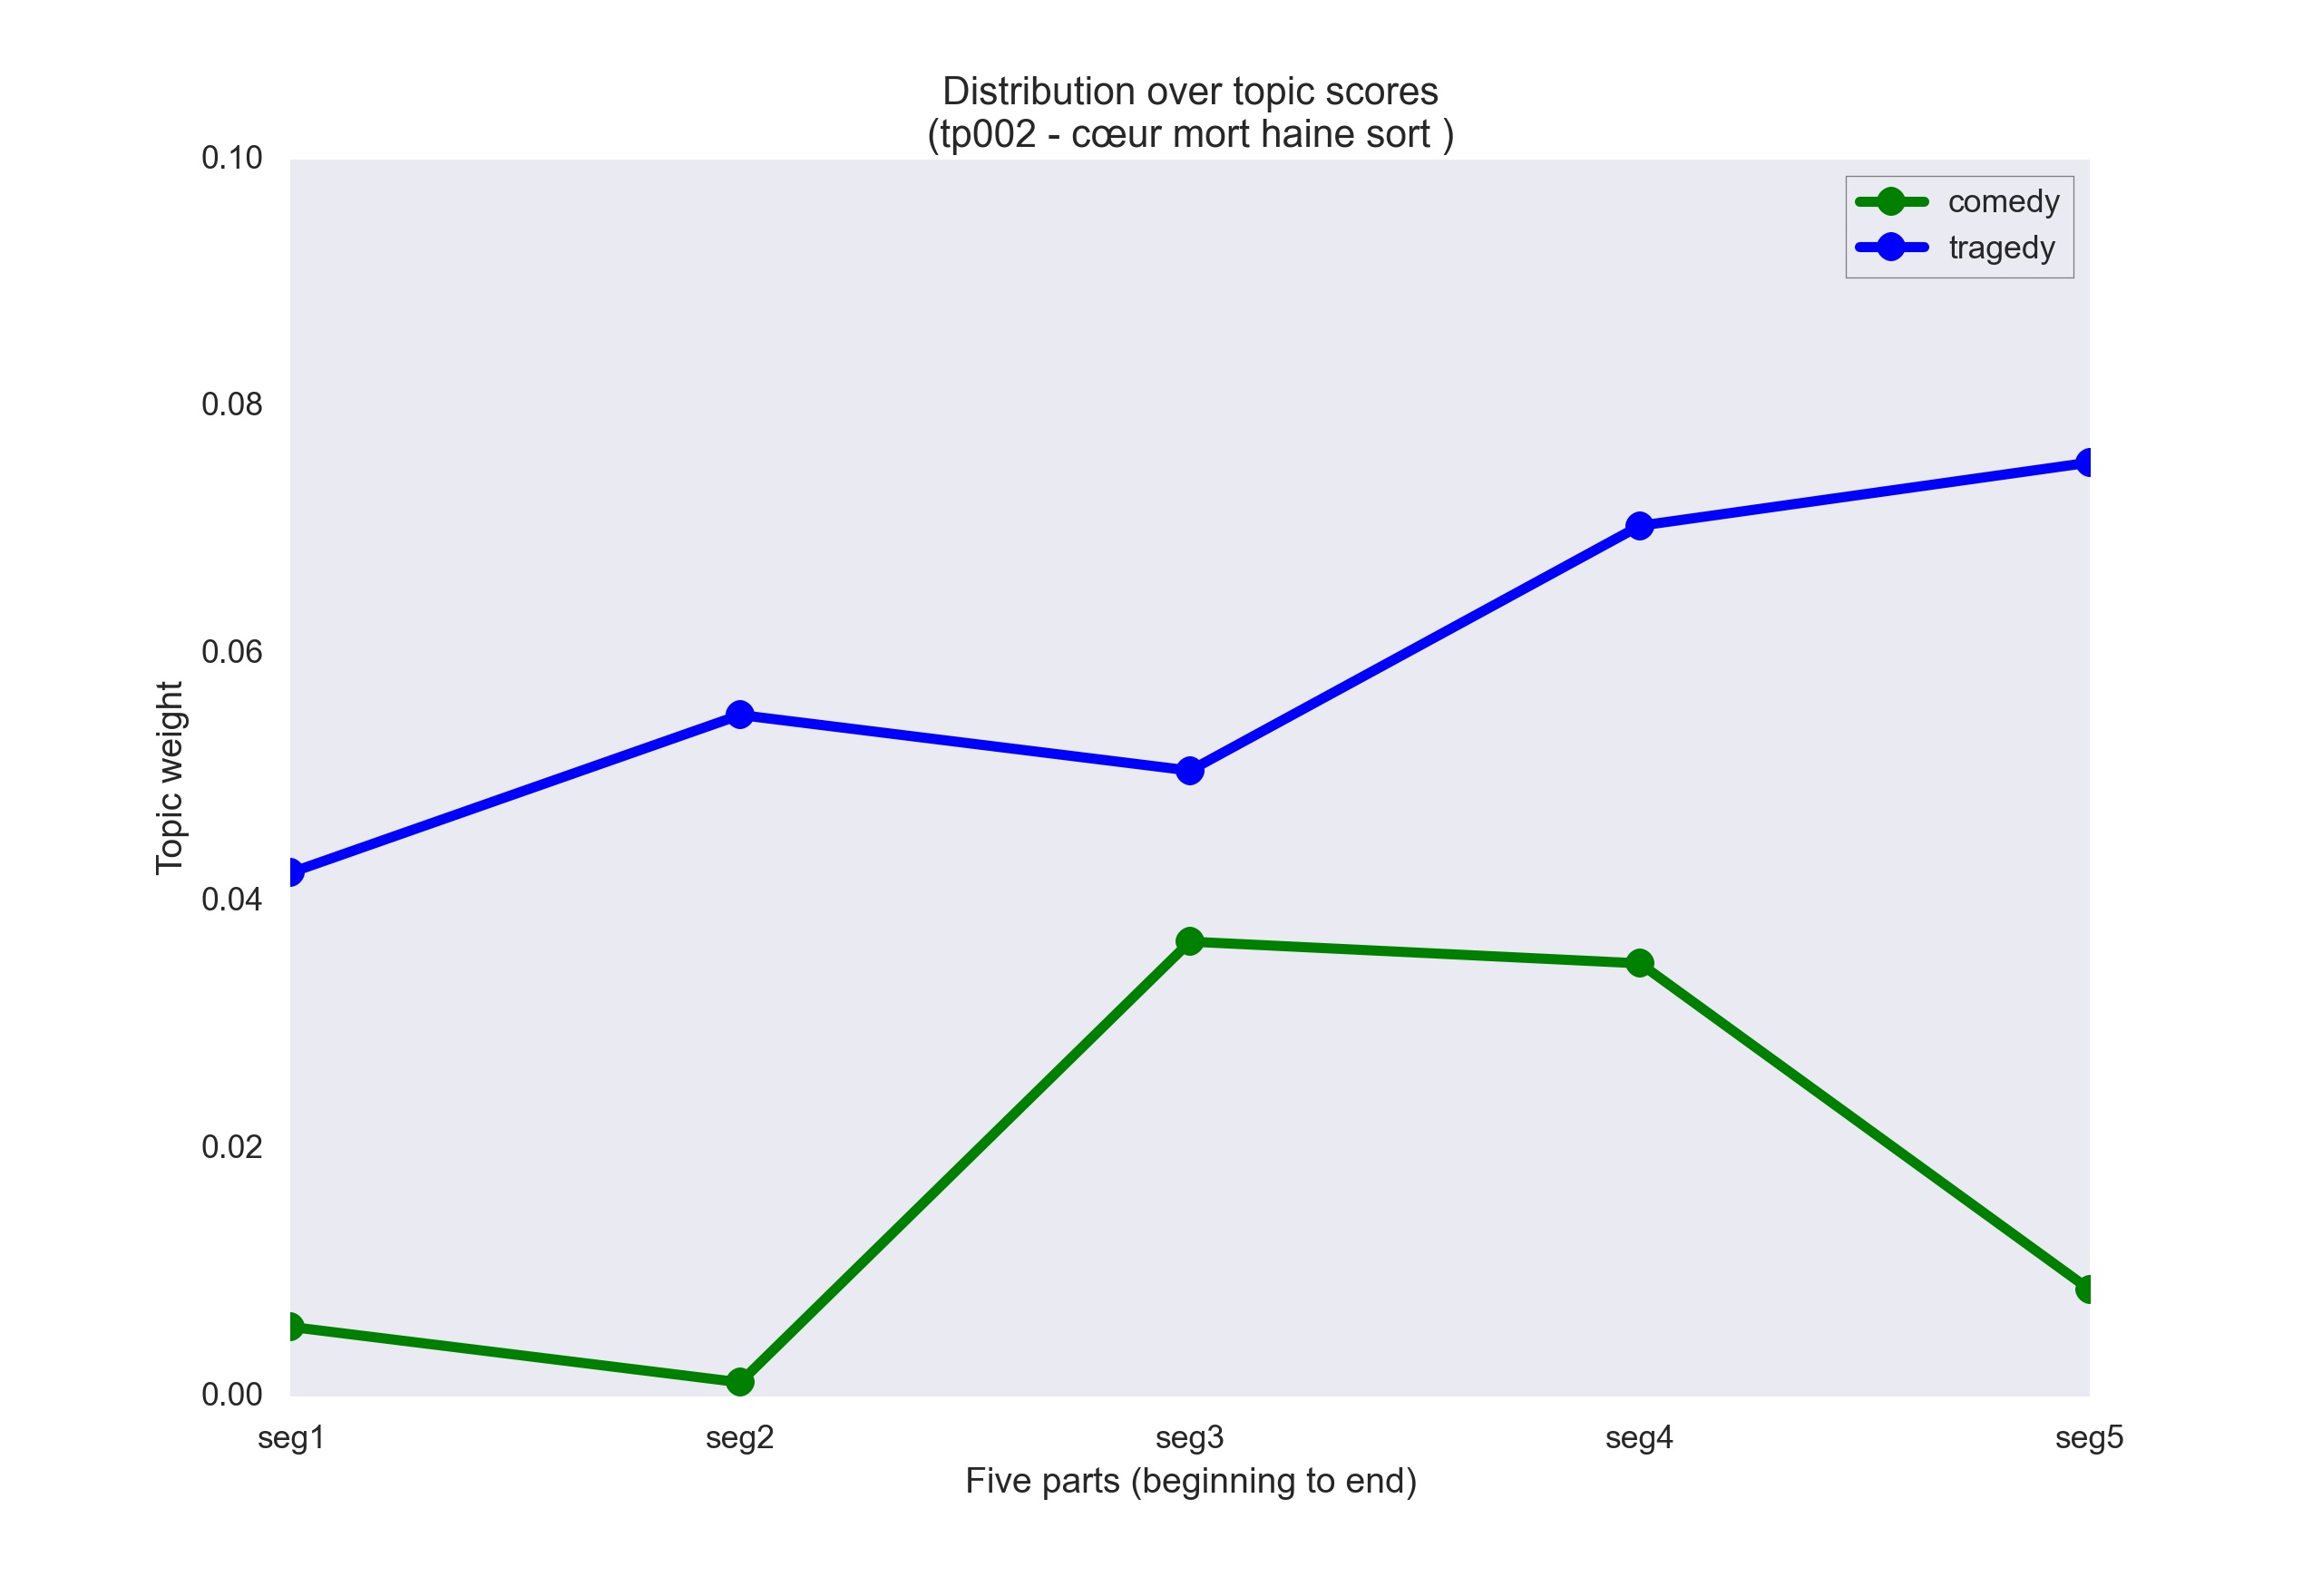 Distribution over topic scores
(tp002 - cœur mort haine sort )
comedy
tragedy
0.10
0.08
0.06
0.04
0.02
0.00
Topic weight
seg1 seg2 seg3 seg4 seg5
Five parts (beginning to end)